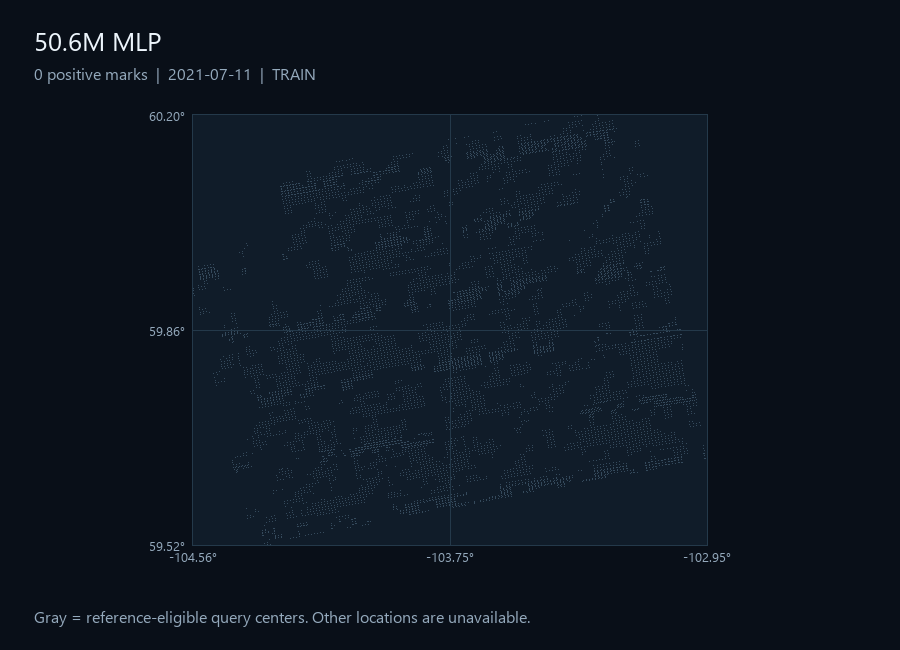 50.6M MLP
0 positive marks | 2021-07-11 | TRAIN
60.20°
59.86°
59.52°
-104.56°
-103.75°
-102.95°
Gray = reference-eligible query centers. Other locations are unavailable.